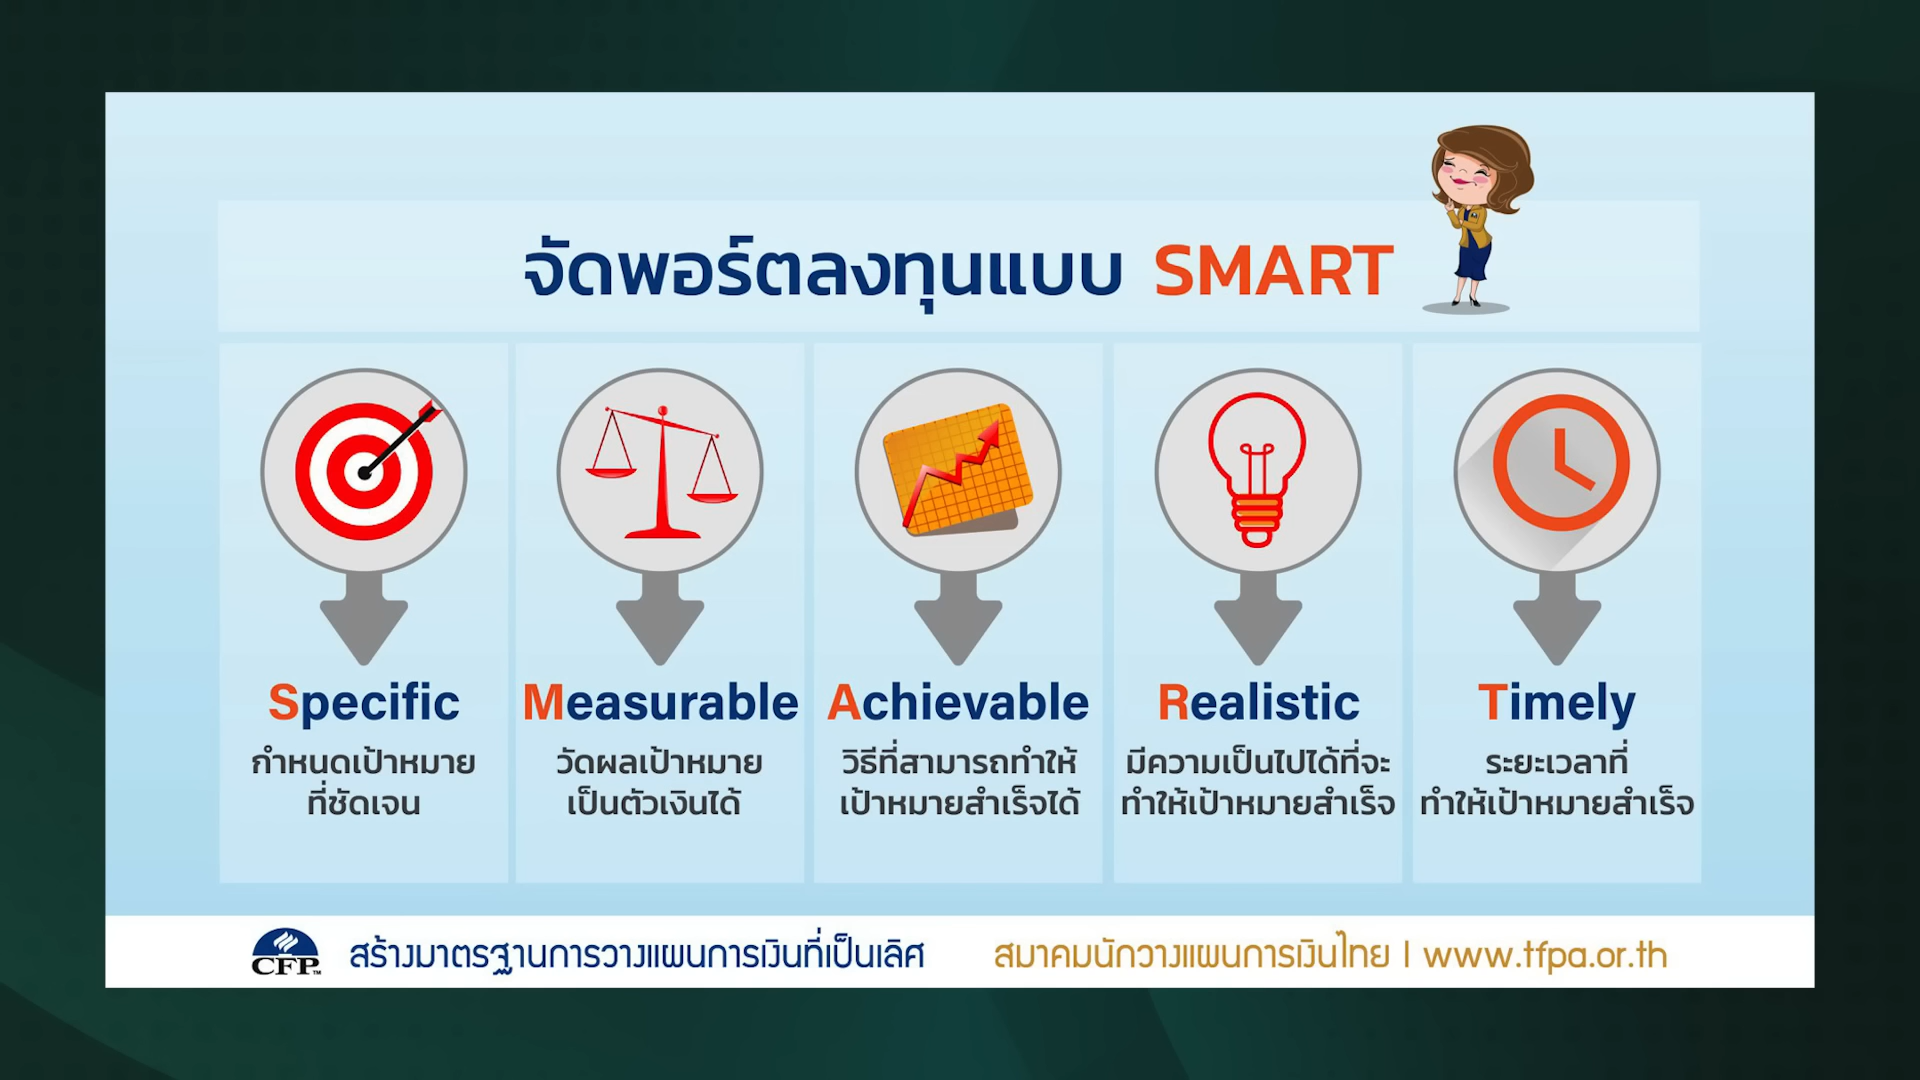 จัดพอร์ตลงทุนแบบ SMART
Specific
กำหนดเป้าหมาย
ที่ชัดเจน
Measurable
วัดผลเป้าหมาย
เป็นตัวเงินได้
Achievable
วิธีที่สามารถทำให้
เป้าหมายสำเร็จได้
Realistic
มีความเป็นไปได้ที่จะ
ทำให้เป้าหมายสำเร็จ
Timely
ระยะเวลาที่
ทำให้เป้าหมายสำเร็จ
CFP™ สร้างมาตรฐานการวางแผนการเงินที่เป็นเลิศ
สมาคมนักวางแผนการเงินไทย | www.tfpa.or.th